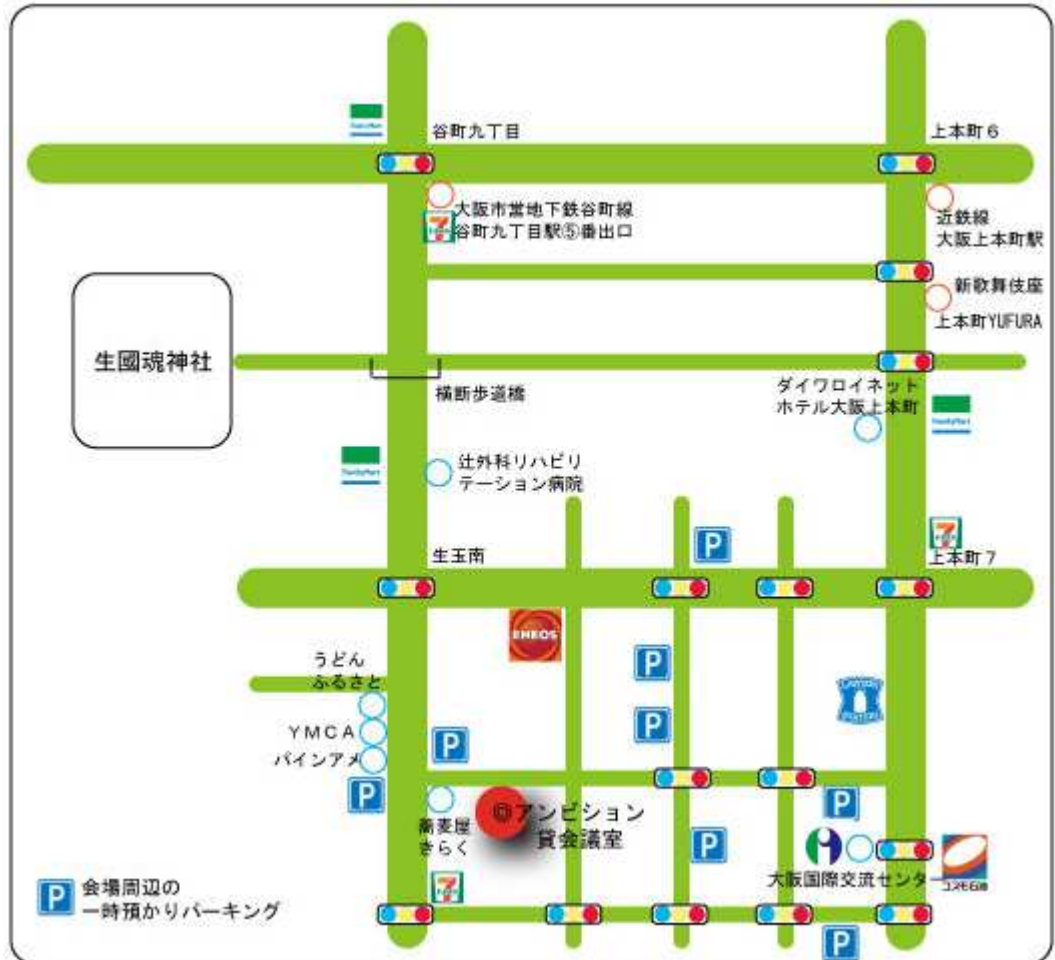 谷町九丁目
上本町6
大阪市営地下鉄谷町線
谷町九丁目駅⑤番出口
近鉄線
大阪上本町駅
新歌舞伎座
上本町YUFURA
生國魂神社
横断歩道橋
ダイワロイネット
ホテル大阪上本町
FamilyMart
辻外科リハビリ
テーション病院
生玉南
上本町7
ENEOS
うどん
ふるさと
YMCA
パインアメ
P
蕎麦屋
きらく
◎アンビション
貸会議室
大阪国際交流センター
コスモ石油
P 会場周辺の
一時預かりパーキング